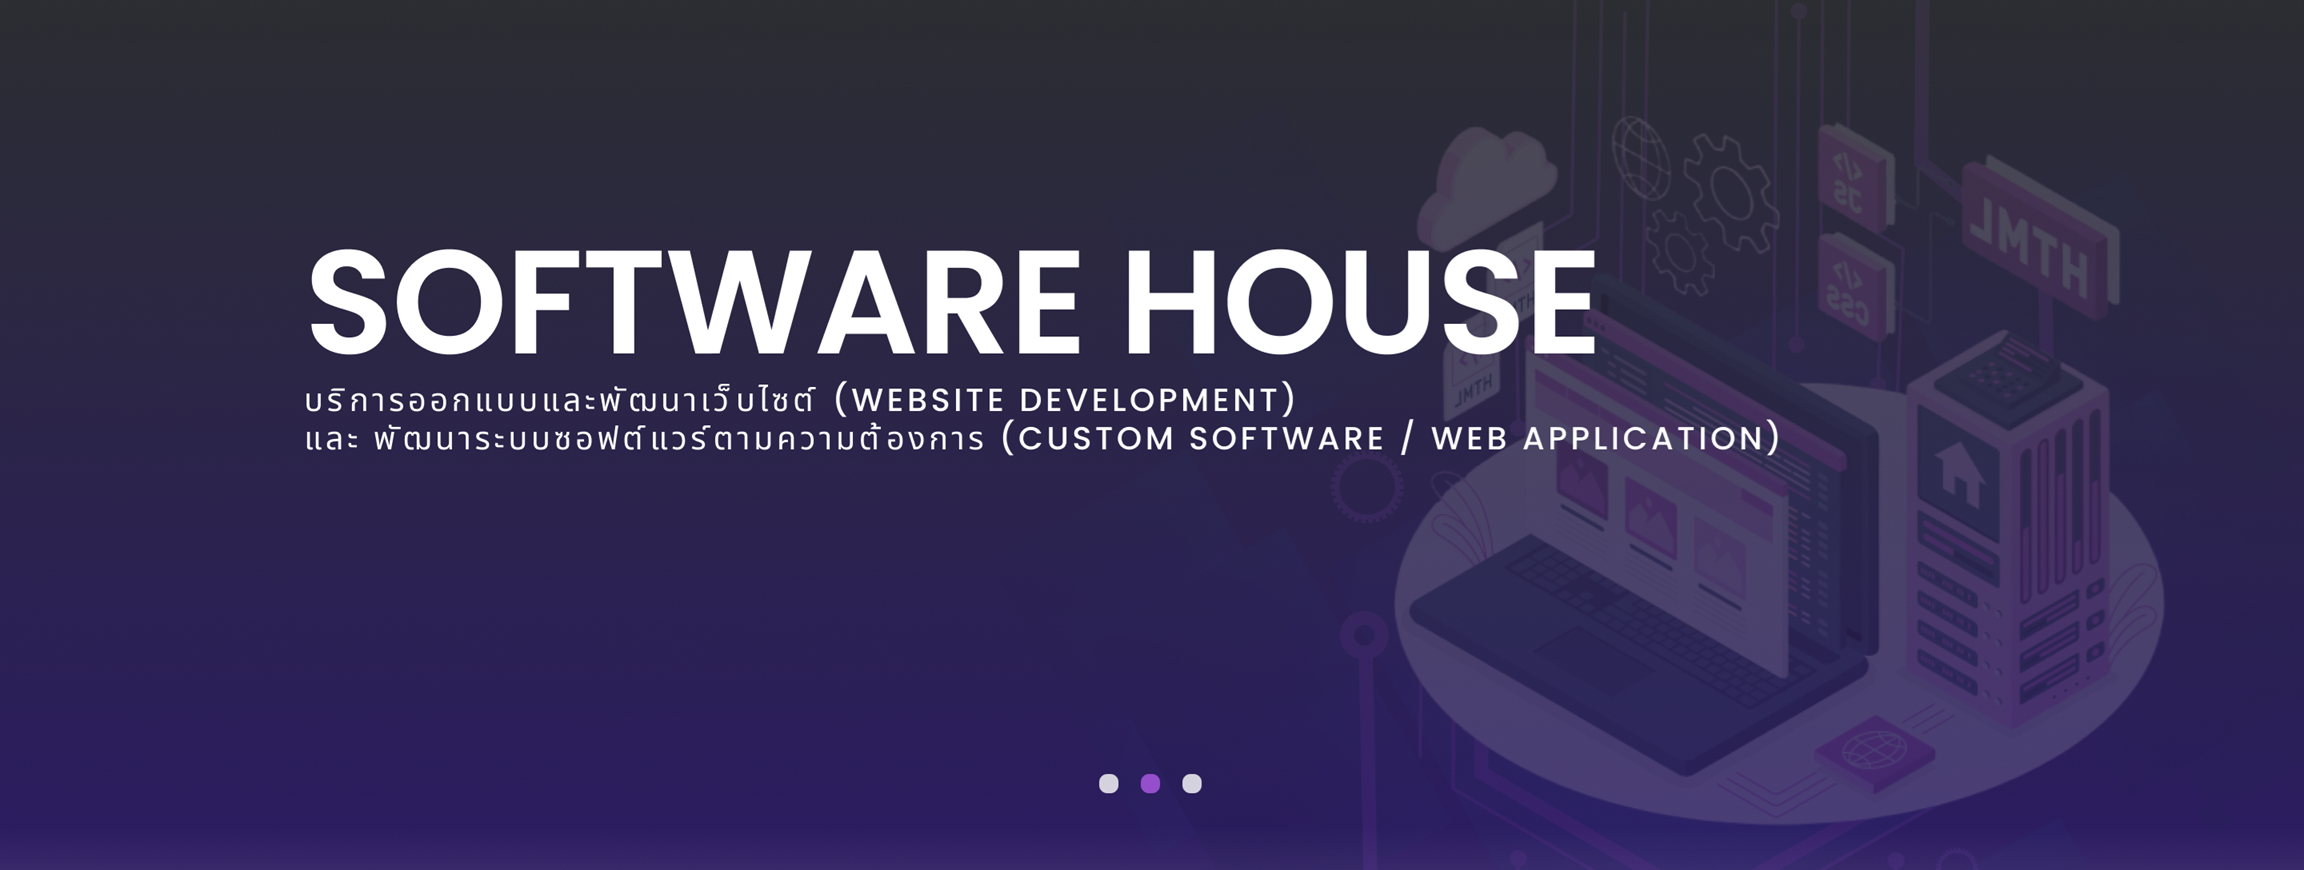 SOFTWARE HOUSE
บริการออกแบบและพัฒนาเว็บไซต์ (WEBSITE DEVELOPMENT)
และ พัฒนาระบบซอฟต์แวร์ตามความต้องการ (CUSTOM SOFTWARE / WEB APPLICATION)
</> JS
</> CSS
HTML
HTML